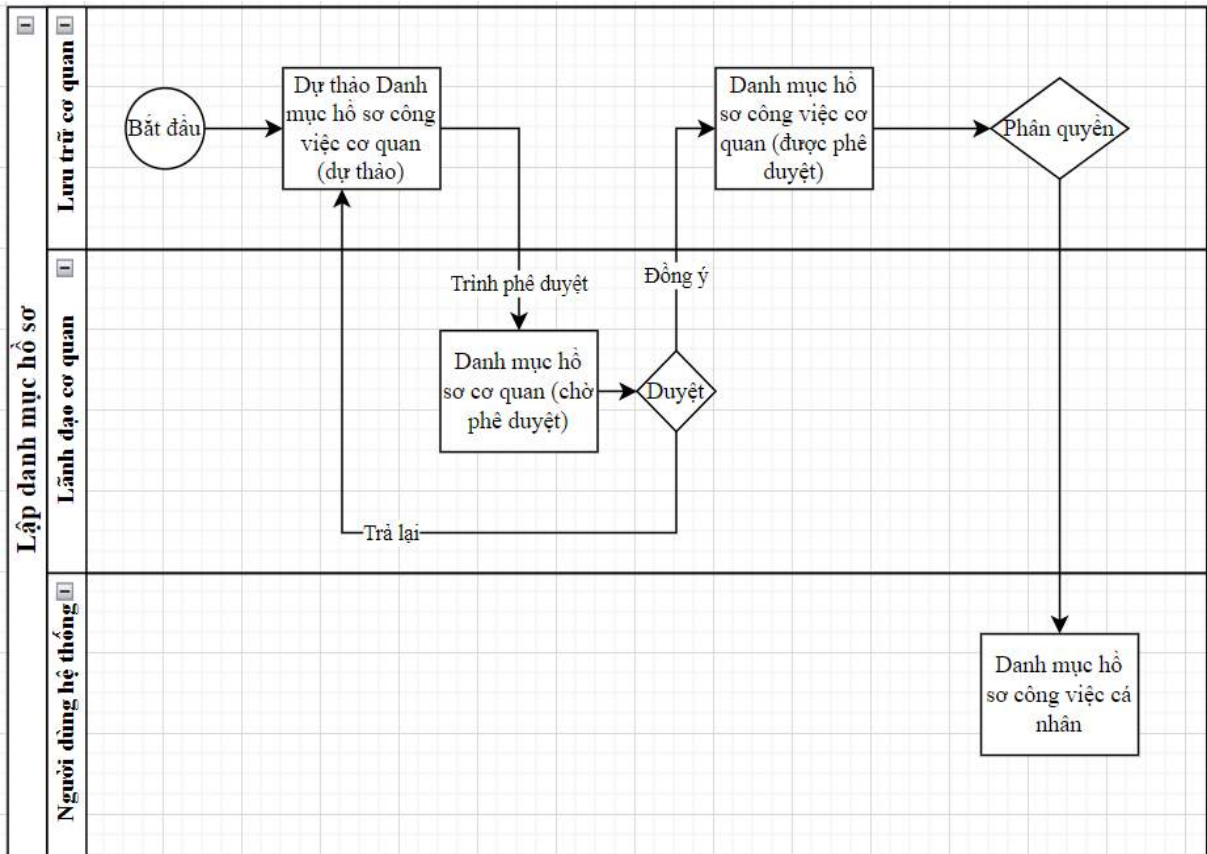 Lập danh mục hồ sơ
Lưu trữ cơ quan
Bắt đầu
Dự thảo Danh
mục hồ sơ công
việc cơ quan
(dự thảo)
Danh mục hồ
sơ công việc cơ
quan (được phê
duyệt)
Phân quyền
Lãnh đạo cơ quan
Trình phê duyệt
Đồng ý
Danh mục hồ
sơ cơ quan (chờ
phê duyệt)
Duyệt
Trả lại
Người dùng hệ thống
Danh mục hồ
sơ công việc cá
nhân